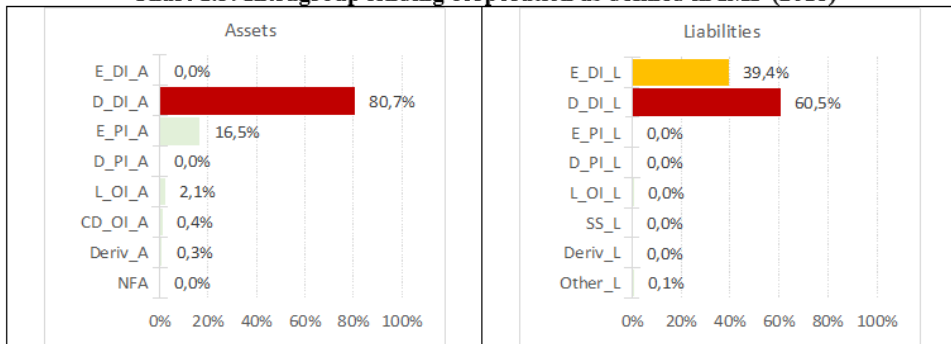 Assets
E_DI_A 0,0%
D_DI_A 80,7%
E_PI_A 16,5%
D_PI_A 0,0%
L_OI_A 2,1%
CD_OI_A 0,4%
Deriv_A 0,3%
NFA 0,0%
0% 20% 40% 60% 80% 100%
Liabilities
E_DI_L 39,4%
D_DI_L 60,5%
E_PI_L 0,0%
D_PI_L 0,0%
L_OI_L 0,0%
SS_L 0,0%
Deriv_L 0,0%
Other_L 0,1%
0% 20% 40% 60% 80% 100%